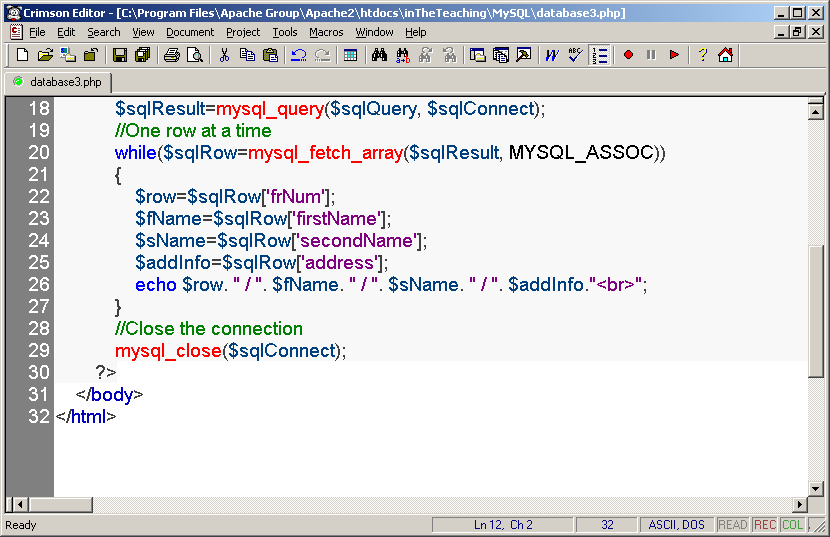 Crimson Editor - [C:\Program Files\Apache Group\Apache2\htdocs\inTheTeaching\MySQL\database3.php]
File Edit Search View Document Project Tools Macros Window Help
database3.php
18 $sqlResult=mysql_query($sqlQuery, $sqlConnect);
19 //One row at a time
20 while($sqlRow=mysql_fetch_array($sqlResult, MYSQL_ASSOC))
21 {
22 $row=$sqlRow['frNum'];
23 $fName=$sqlRow['firstName'];
24 $sName=$sqlRow['secondName'];
25 $addInfo=$sqlRow['address'];
26 echo $row. " / ". $fName. " / ". $sName. " / ". $addInfo."<br>";
27 }
28 //Close the connection
29 mysql_close($sqlConnect);
30 ?>
31 </body>
32 </html>
Ready Ln 12, Ch 2 32 ASCII, DOS READ REC COL